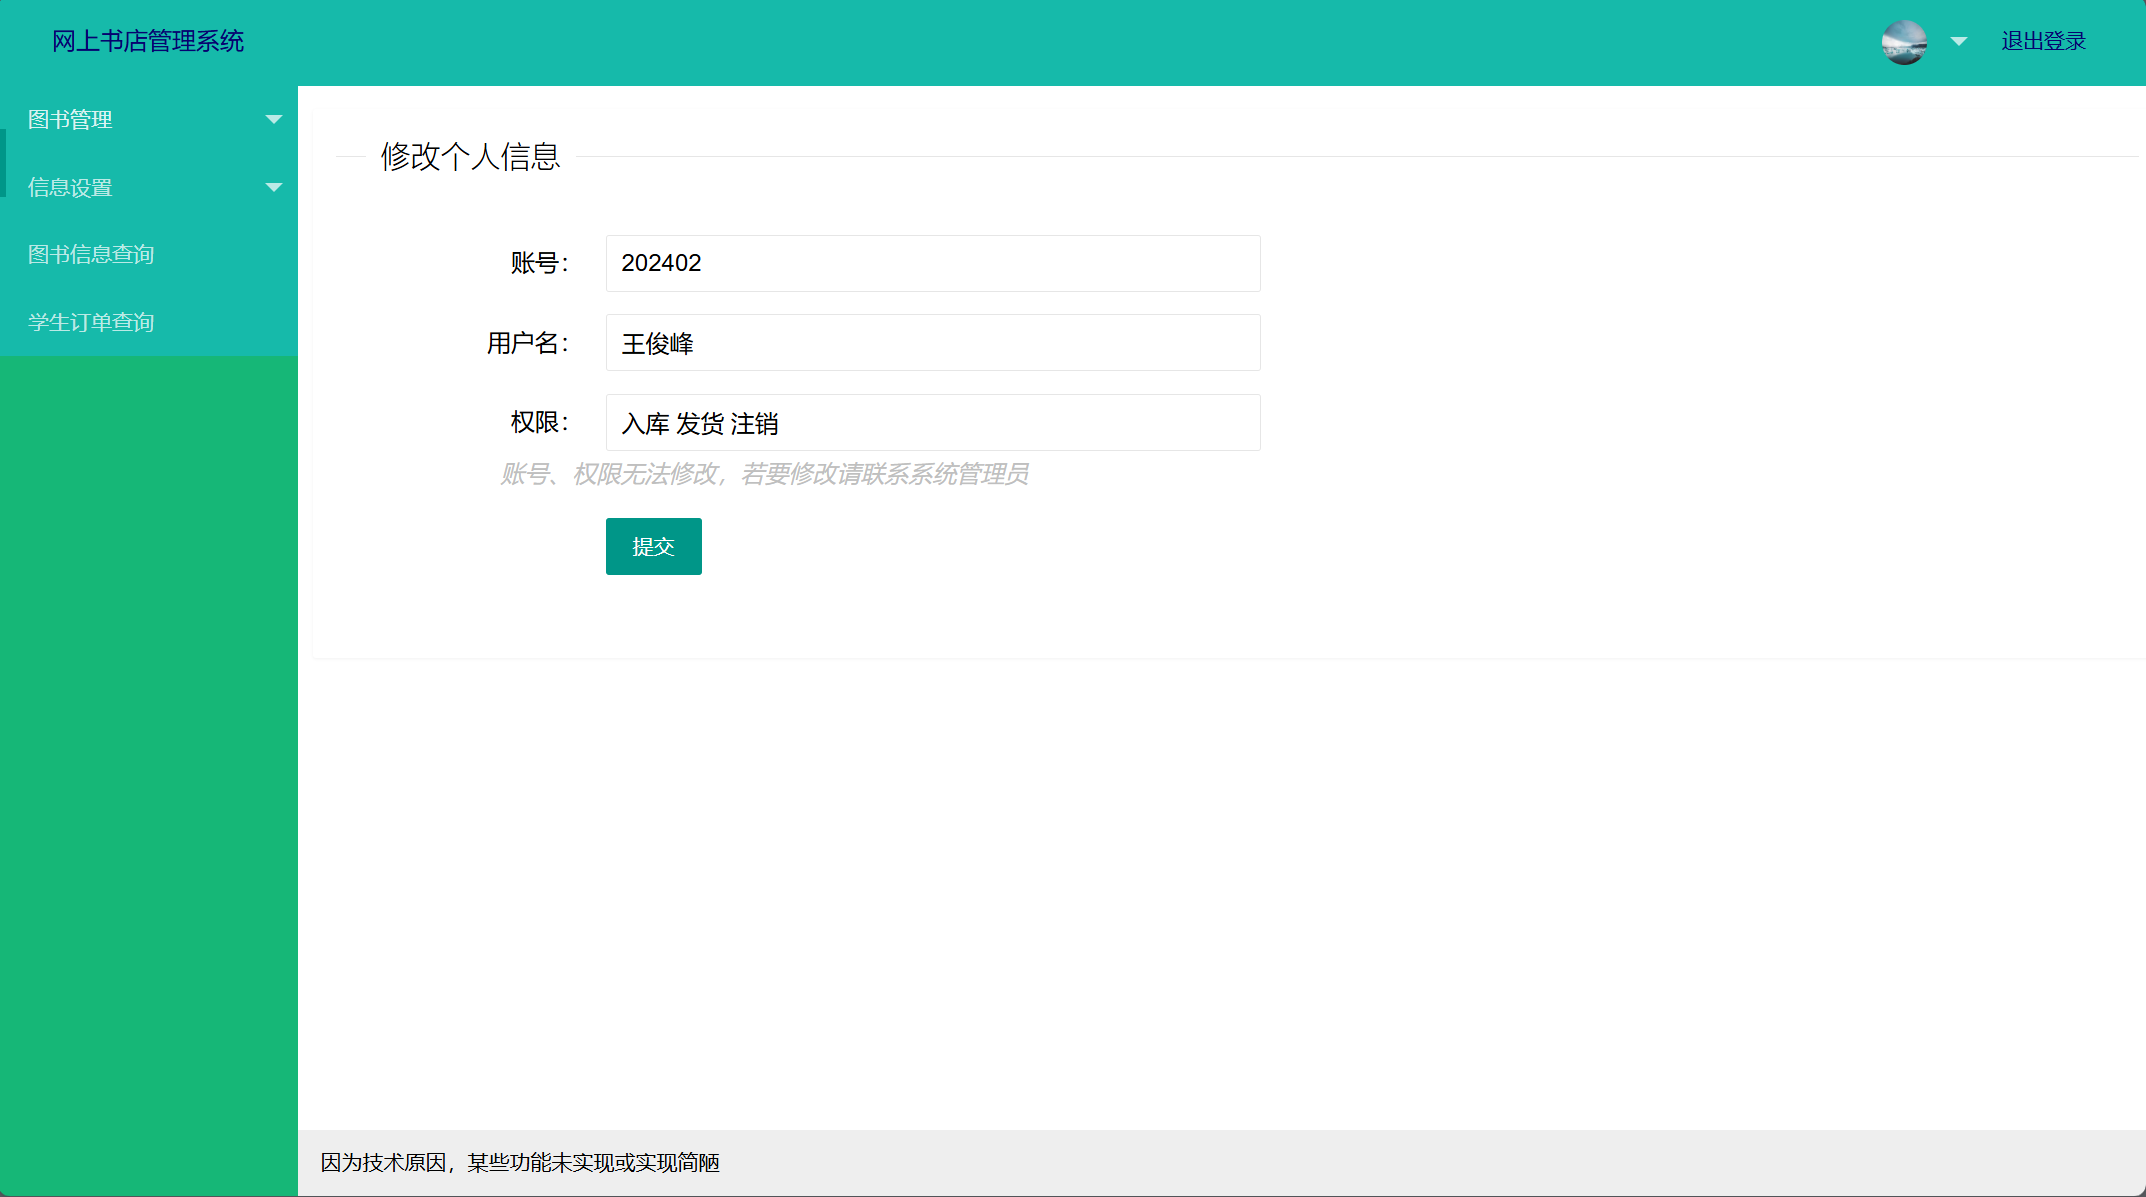 网上书店管理系统
退出登录
图书管理
信息设置
图书信息查询
学生订单查询
修改个人信息
账号： 202402
用户名： 王俊峰
权限： 入库 发货 注销
账号、权限无法修改，若要修改请联系系统管理员
提交
因为技术原因，某些功能未实现或实现简陋